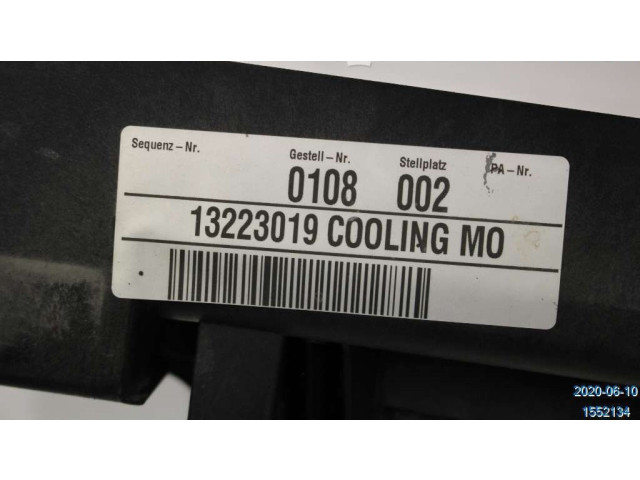 Sequenz – Nr. Gestell – Nr. Stellplatz PA – Nr.
0108 002
13223019 COOLING MO
2020-06-10
1552134